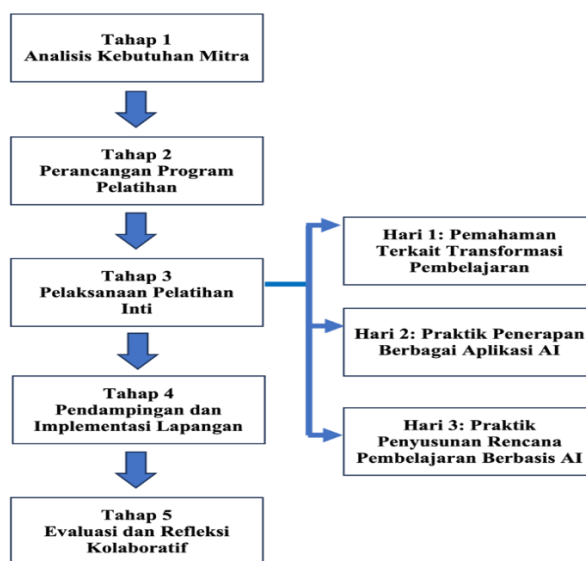 Tahap 1
Analisis Kebutuhan Mitra
Tahap 2
Perancangan Program
Pelatihan
Tahap 3
Pelaksanaan Pelatihan
Inti
Hari 1: Pemahaman
Terkait Transformasi
Pembelajaran
Hari 2: Praktik Penerapan
Berbagai Aplikasi AI
Hari 3: Praktik
Penyusunan Rencana
Pembelajaran Berbasis AI
Tahap 4
Pendampingan dan
Implementasi Lapangan
Tahap 5
Evaluasi dan Refleksi
Kolaboratif